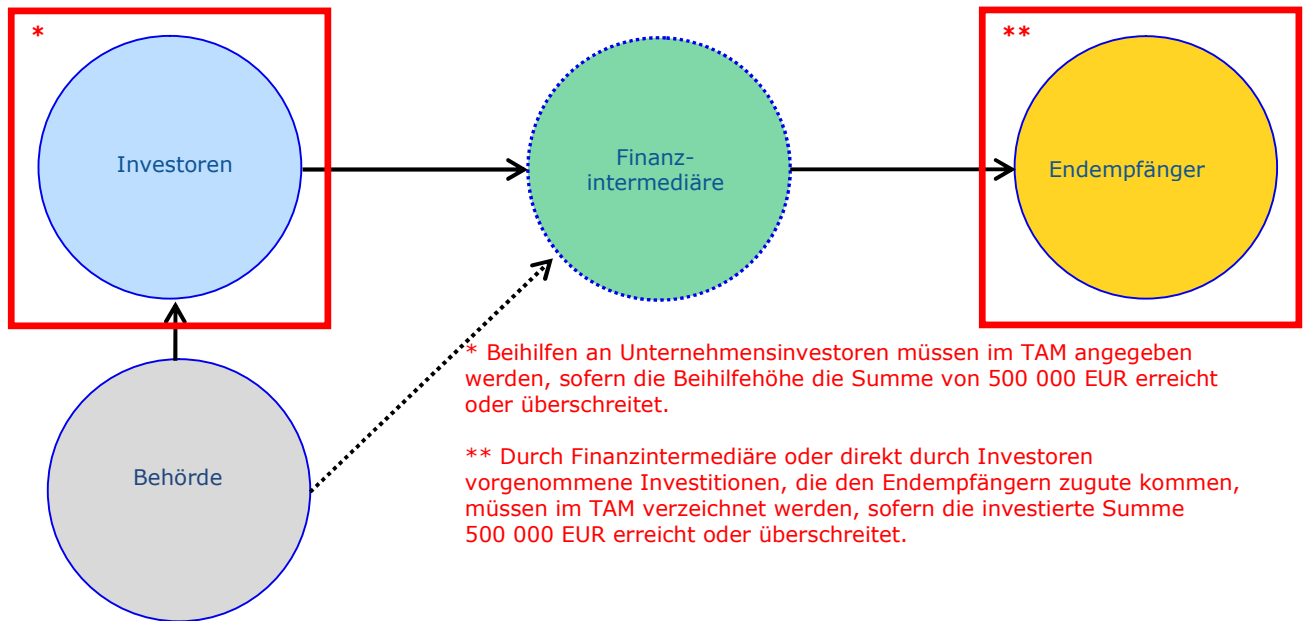 *
**
Investoren
Finanz-
intermediäre
Endempfänger
* Beihilfen an Unternehmensinvestoren müssen im TAM angegeben
werden, sofern die Beihilfehöhe die Summe von 500 000 EUR erreicht
oder überschreitet.
Behörde
** Durch Finanzintermediäre oder direkt durch Investoren
vorgenommene Investitionen, die den Endempfängern zugute kommen,
müssen im TAM verzeichnet werden, sofern die investierte Summe
500 000 EUR erreicht oder überschreitet.